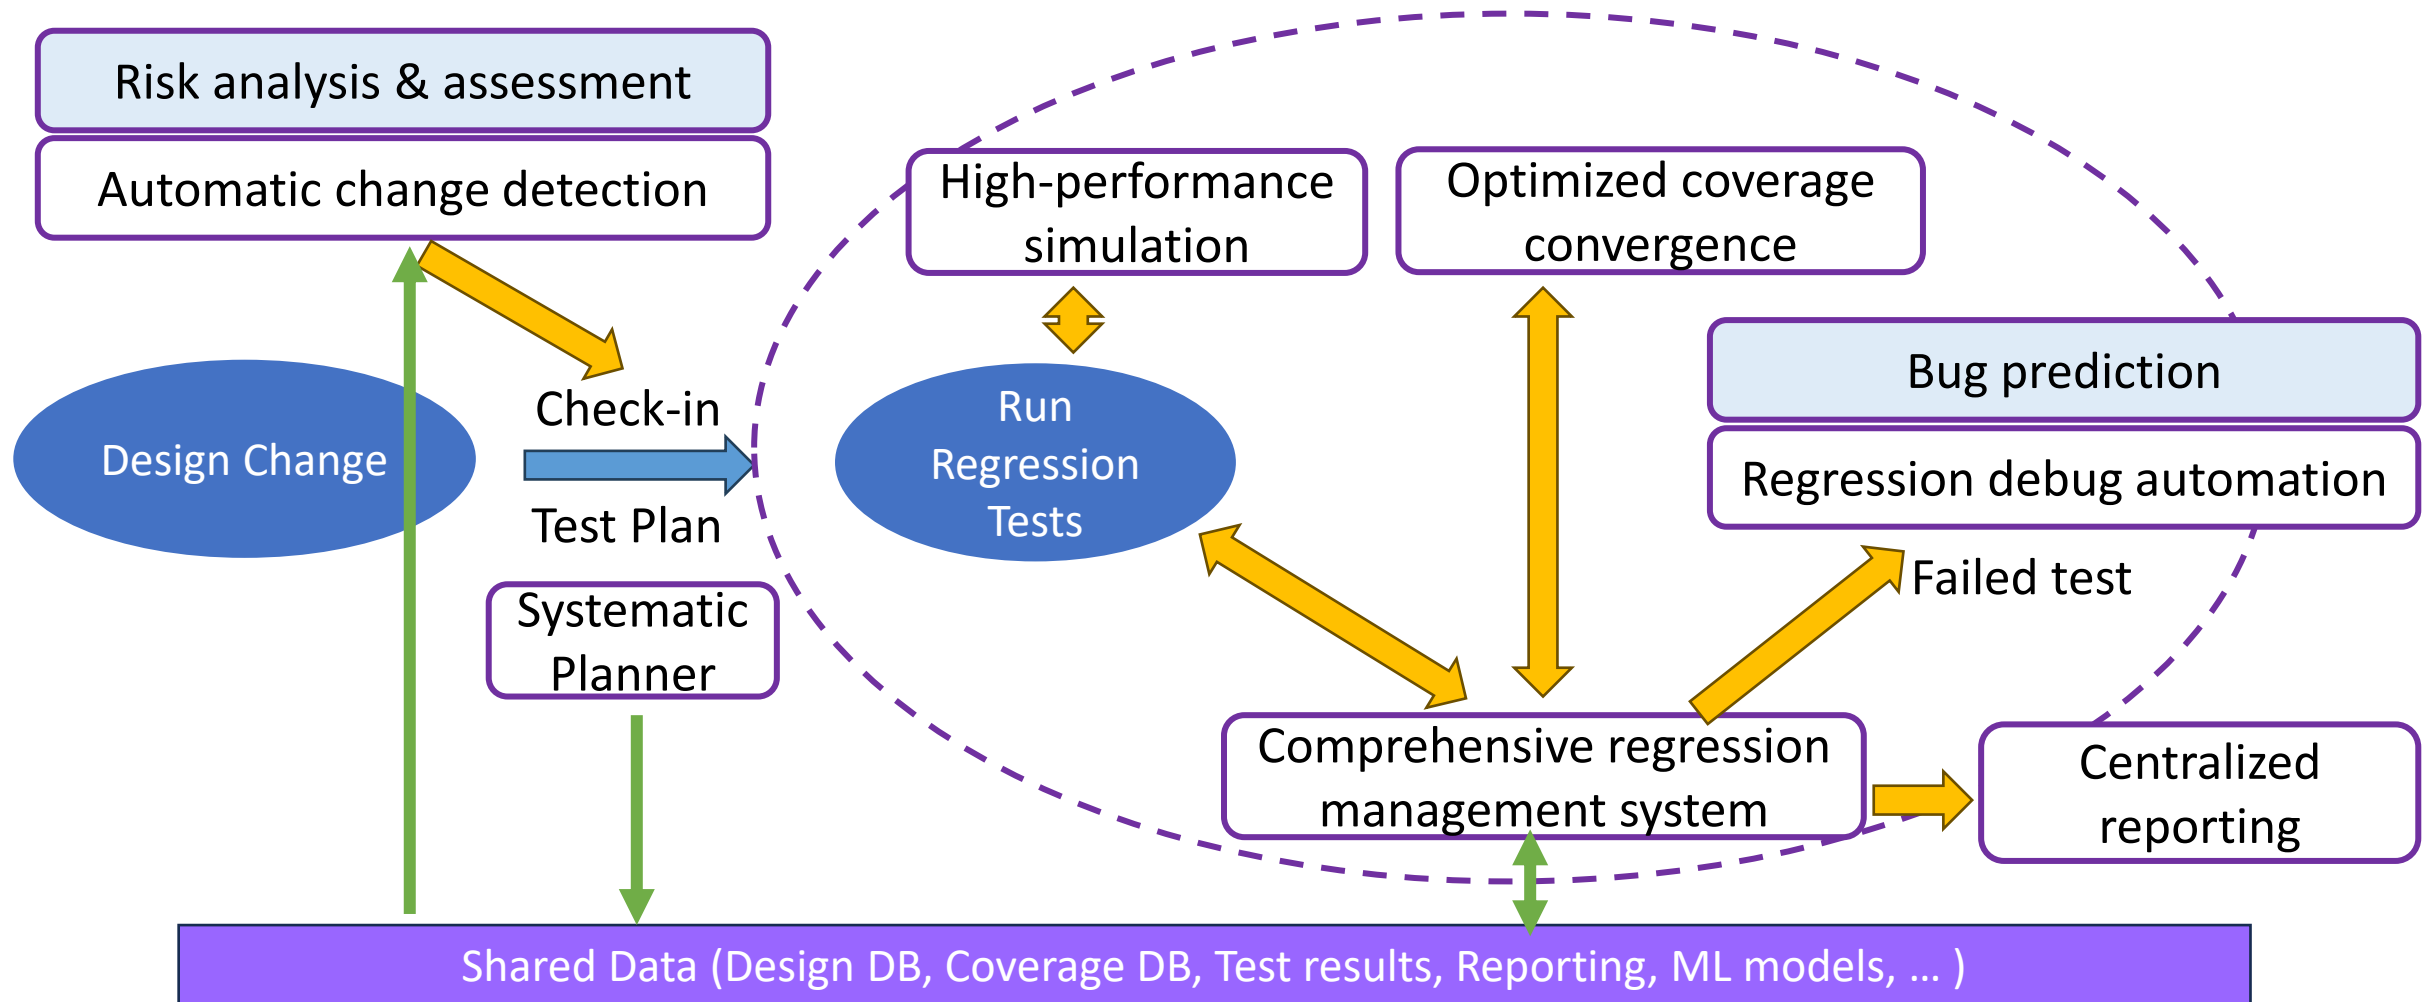 Risk analysis & assessment
Automatic change detection
High-performance
simulation
Optimized coverage
convergence
Bug prediction
Regression debug automation
Design Change
Check-in
Test Plan
Run
Regression
Tests
Failed test
Systematic
Planner
Comprehensive regression
management system
Centralized
reporting
Shared Data (Design DB, Coverage DB, Test results, Reporting, ML models, ... )